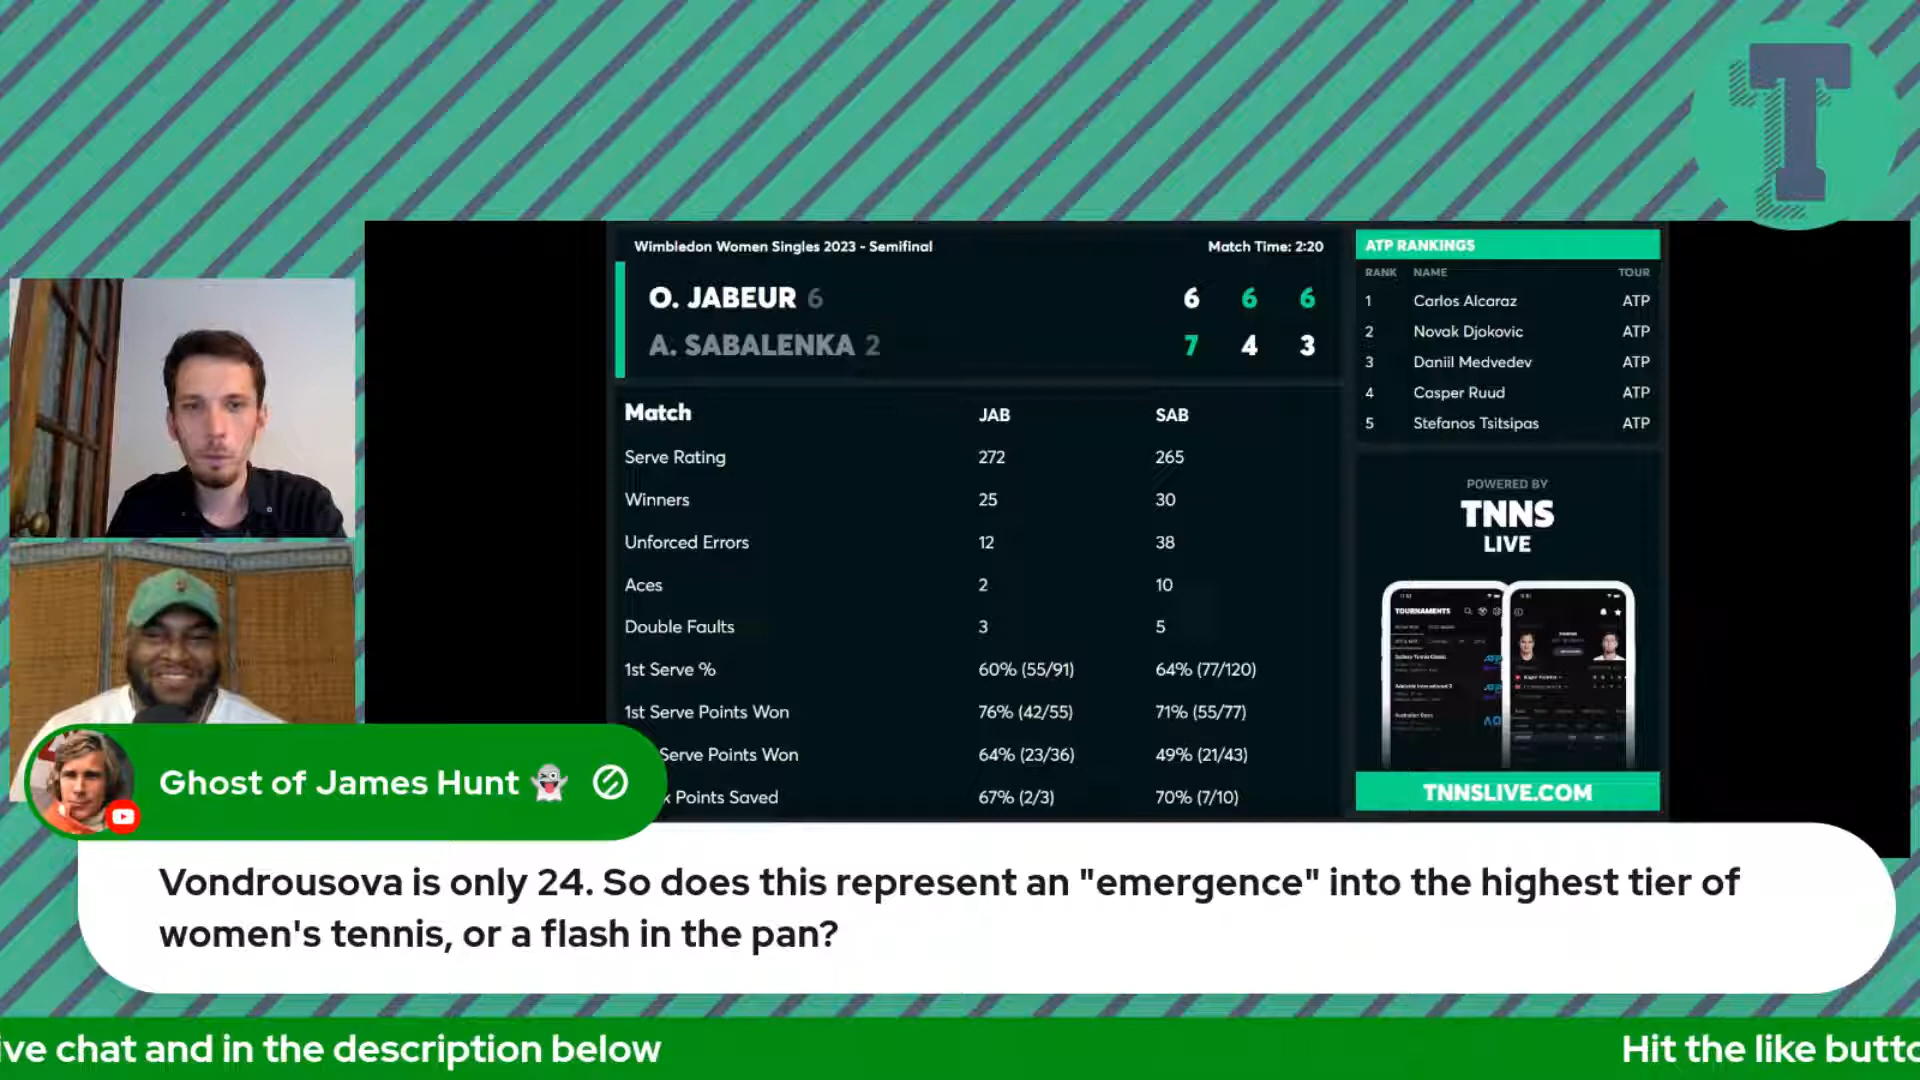 T
Wimbledon Women Singles 2023 - Semifinal
Match Time: 2:20
O. JABEUR 6 6 6 6
A. SABALENKA 2 7 4 3
Match JAB SAB
Serve Rating 272 265
Winners 25 30
Unforced Errors 12 38
Aces 2 10
Double Faults 3 5
1st Serve % 60% (55/91) 64% (77/120)
1st Serve Points Won 76% (42/55) 71% (55/77)
Serve Points Won 64% (23/36) 49% (21/43)
k Points Saved 67% (2/3) 70% (7/10)
ATP RANKINGS
RANK NAME TOUR
1 Carlos Alcaraz ATP
2 Novak Djokovic ATP
3 Daniil Medvedev ATP
4 Casper Ruud ATP
5 Stefanos Tsitsipas ATP
POWERED BY
TNNS
LIVE
TOURNAMENTS
TNNSLIVE.COM
Ghost of James Hunt 👻
Vondrousova is only 24. So does this represent an "emergence" into the highest tier of
women's tennis, or a flash in the pan?
ive chat and in the description below
Hit the like butto